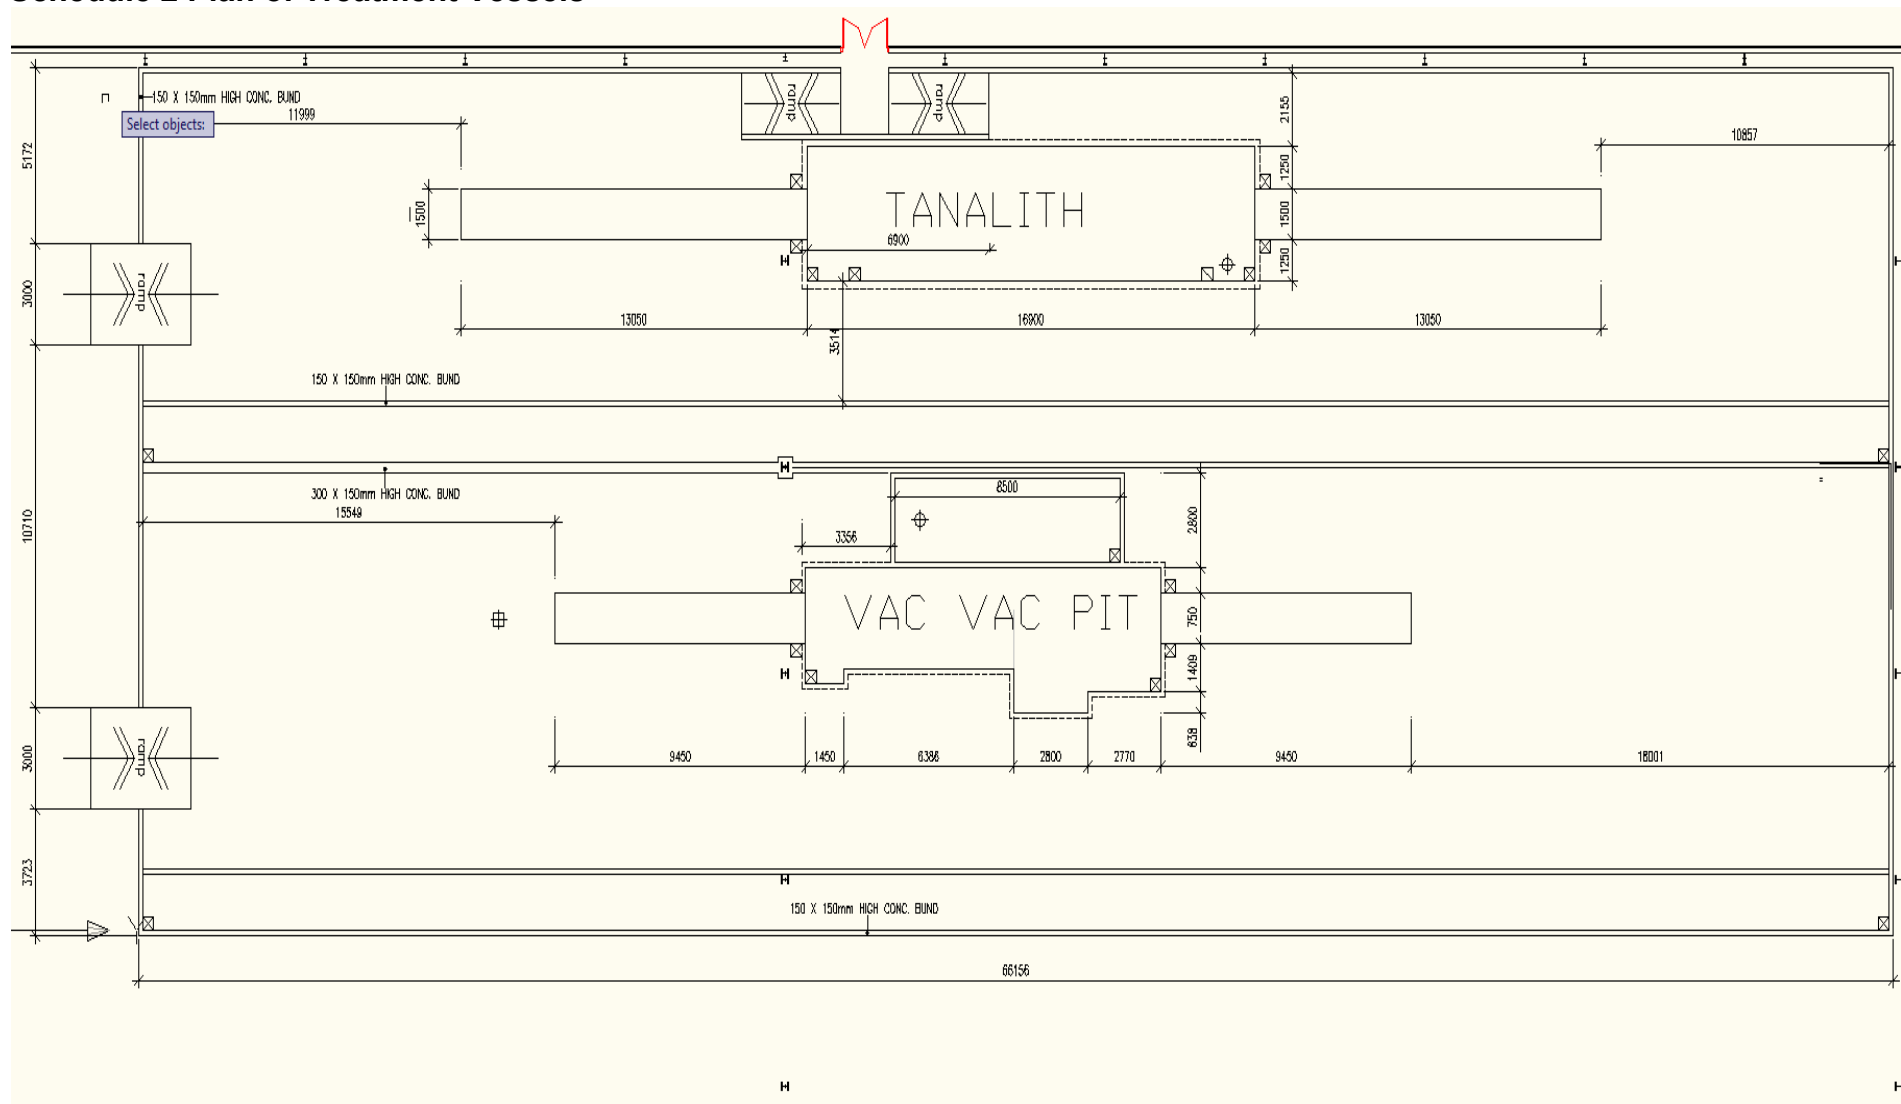 Schedule 2 Plan of Treatment Vessels
150 X 150mm HIGH CONC. BUND
Select objects:
11999
ramp
ramp
2155
10857
5172
1250
1500
TANALITH
6900
1500
1250
3000
ramp
13050
16900
13050
3514
150 X 150mm HIGH CONC. BUND
300 X 150mm HIGH CONC. BUND
15549
8500
2800
10710
3356
VAC VAC PIT
750
1409
638
3000
ramp
9450
1450
6386
2800
2770
9450
18001
3723
150 X 150mm HIGH CONC. BUND
66156